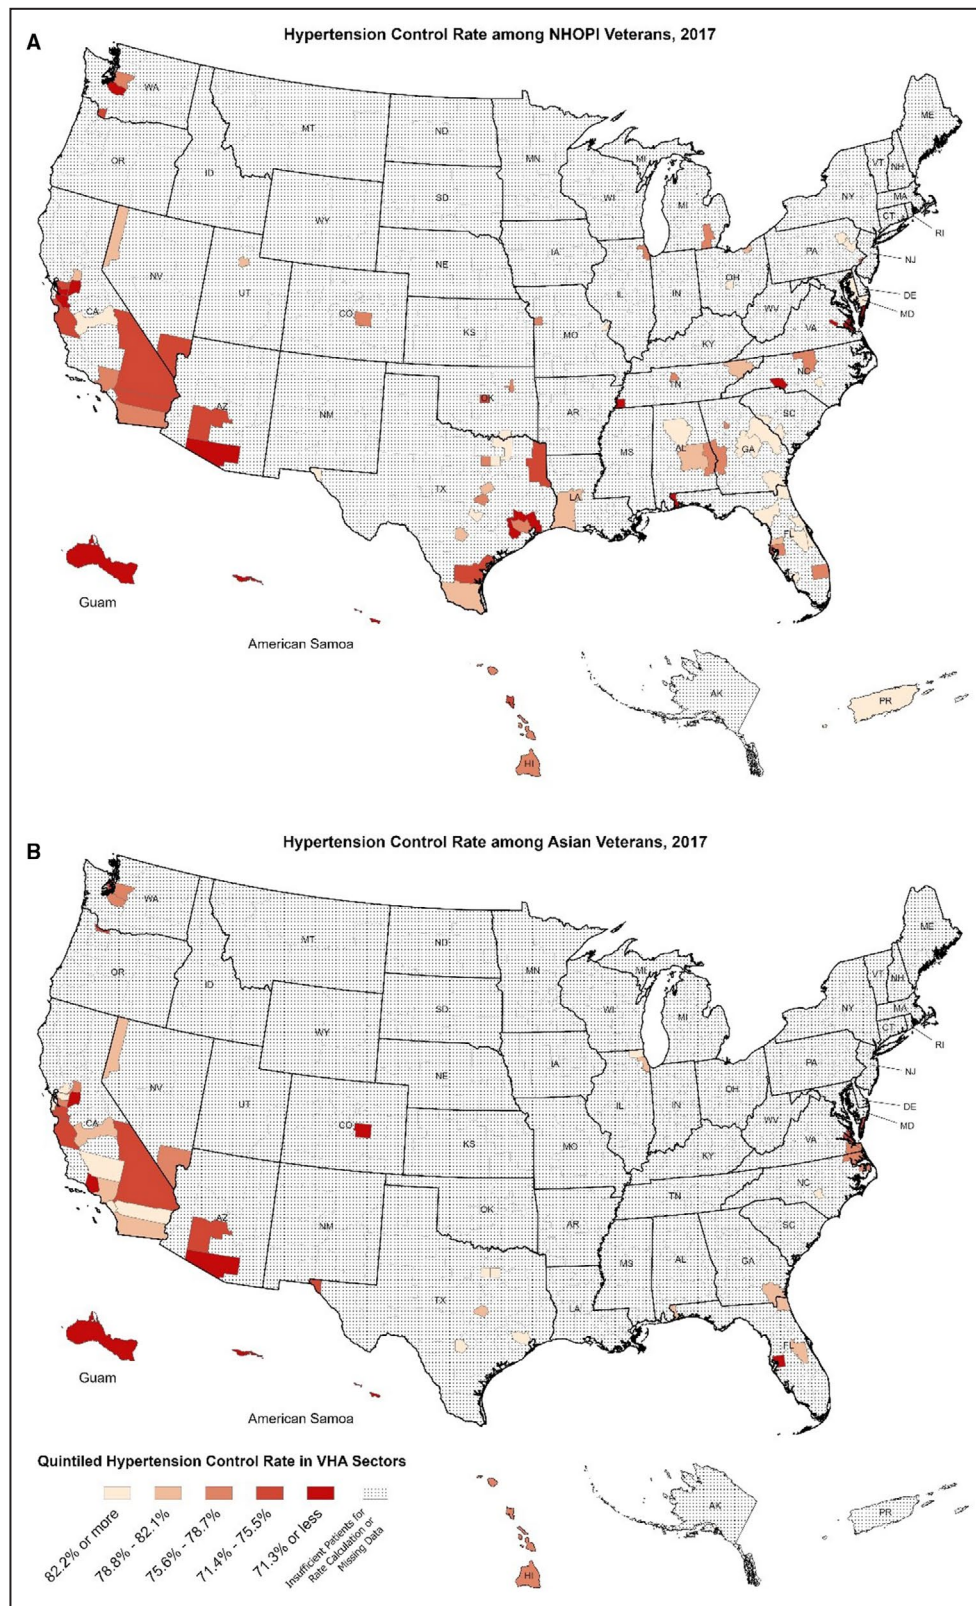 A
Hypertension Control Rate among NHOPI Veterans, 2017
WA
MT
ND
MN
MI
ME
OR
ID
SD
WI
MI
NY
VT
NH
MA
CT
RI
WY
IA
PA
NJ
NE
NV
UT
IL
IN
OH
DE
MD
CA
CO
KS
MO
WV
VA
KY
AZ
NM
OK
AR
TN
NC
SC
MS
AL
GA
TX
LA
FL
Guam
American Samoa
AK
PR
HI
B
Hypertension Control Rate among Asian Veterans, 2017
WA
MT
ND
MN
MI
ME
OR
ID
SD
WI
MI
NY
VT
NH
MA
CT
RI
WY
IA
PA
NJ
NE
NV
UT
IL
IN
OH
DE
MD
CA
CO
KS
MO
WV
VA
KY
AZ
NM
OK
AR
TN
NC
SC
MS
AL
GA
TX
LA
FL
Guam
American Samoa
Quintiled Hypertension Control Rate in VHA Sectors
82.2% or more
78.8% - 82.1%
75.6% - 78.7%
71.4% - 75.5%
71.3% or less
Insufficient Patients for
Rate Calculation or
Missing Data
AK
PR
HI